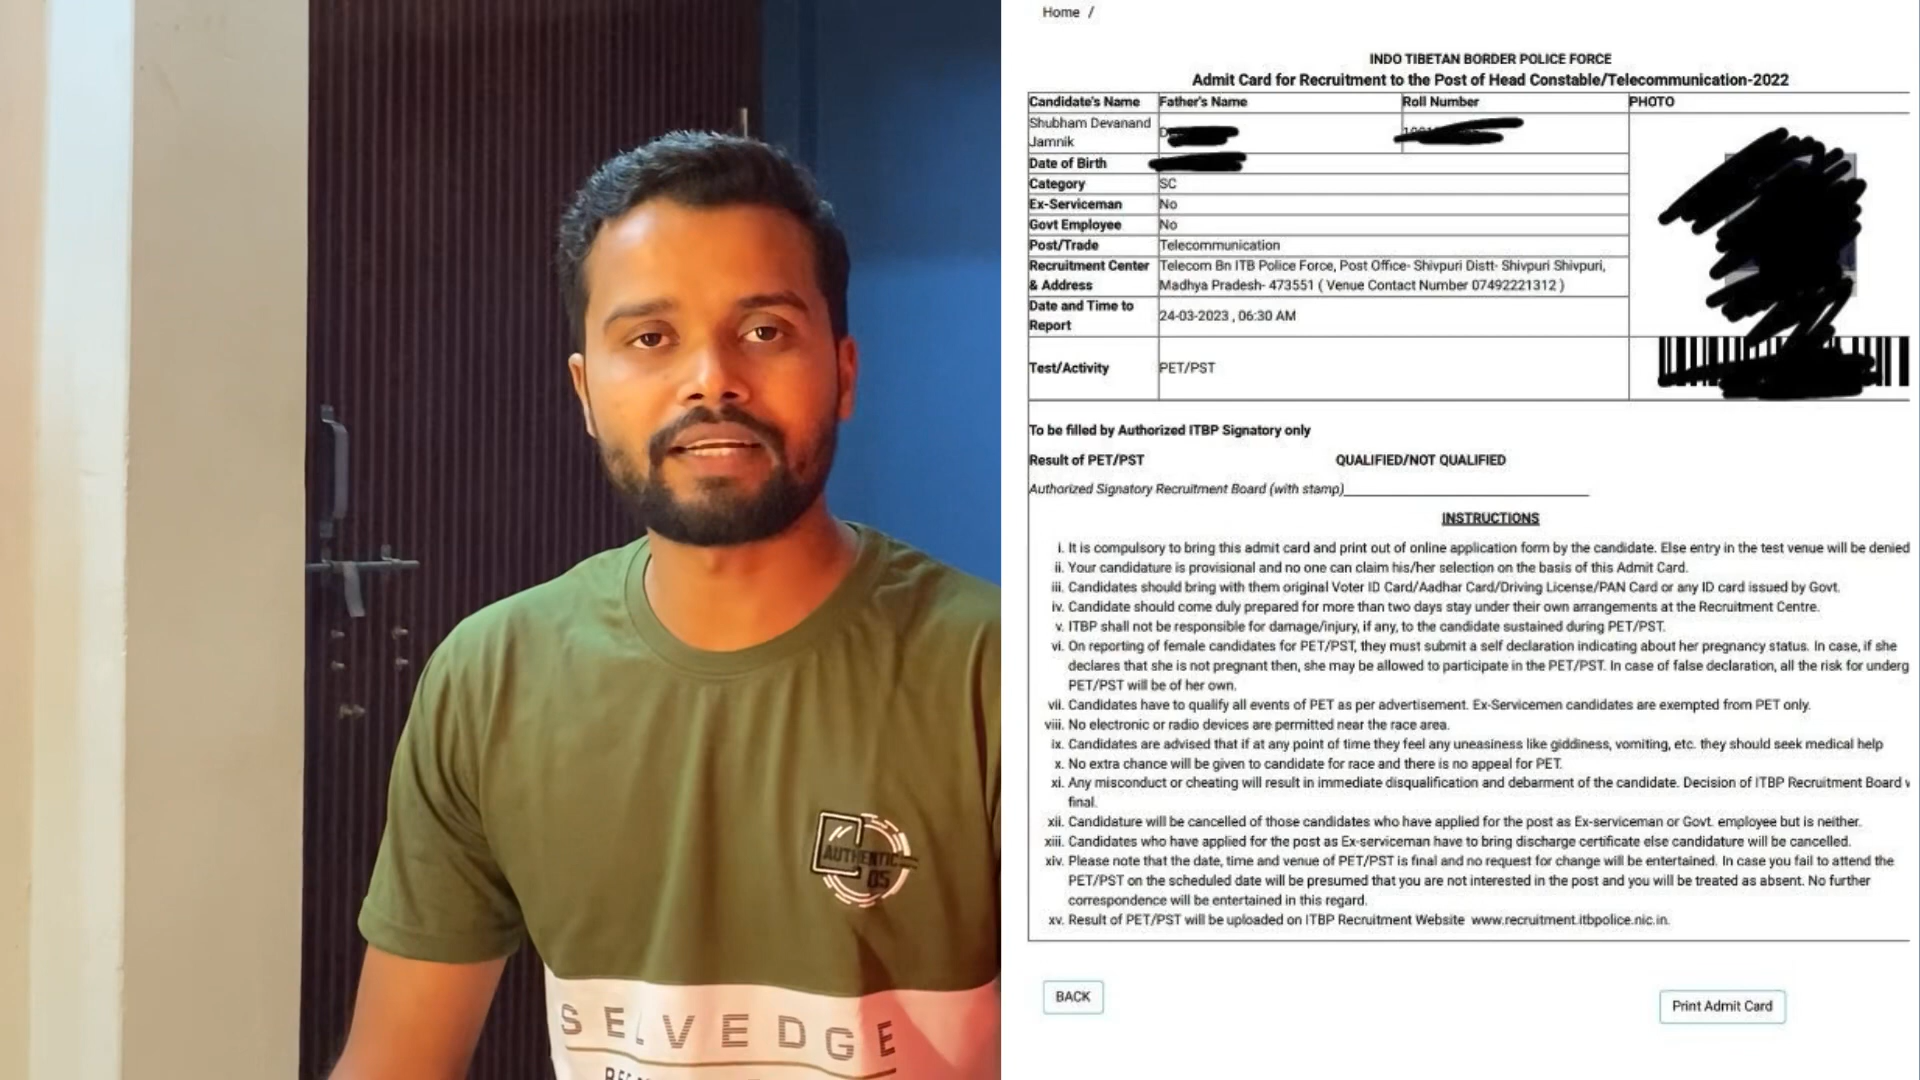 AUTHENTIC
05
SELVEDGE
Home /
INDO TIBETAN BORDER POLICE FORCE
Admit Card for Recruitment to the Post of Head Constable/Telecommunication-2022
Candidate's Name Father's Name Roll Number PHOTO
Shubham Devanand
Jamnik
Date of Birth
Category SC
Ex-Serviceman No
Govt Employee No
Post/Trade Telecommunication
Recruitment Center Telecom Bn ITB Police Force, Post Office- Shivpuri Distt- Shivpuri Shivpuri,
& Address Madhya Pradesh- 473551 ( Venue Contact Number 07492221312 )
Date and Time to
Report 24-03-2023 , 06:30 AM
Test/Activity PET/PST
To be filled by Authorized ITBP Signatory only
Result of PET/PST QUALIFIED/NOT QUALIFIED
Authorized Signatory Recruitment Board (with stamp)
INSTRUCTIONS
i. It is compulsory to bring this admit card and print out of online application form by the candidate. Else entry in the test venue will be denied
ii. Your candidature is provisional and no one can claim his/her selection on the basis of this Admit Card.
iii. Candidates should bring with them original Voter ID Card/Aadhar Card/Driving License/PAN Card or any ID card issued by Govt.
iv. Candidate should come duly prepared for more than two days stay under their own arrangements at the Recruitment Centre.
v. ITBP shall not be responsible for damage/injury, if any, to the candidate sustained during PET/PST.
vi. On reporting of female candidates for PET/PST, they must submit a self declaration indicating about her pregnancy status. In case, if she
declares that she is not pregnant then, she may be allowed to participate in the PET/PST. In case of false declaration, all the risk for underg
PET/PST will be of her own.
vii. Candidates have to qualify all events of PET as per advertisement. Ex-Servicemen candidates are exempted from PET only.
viii. No electronic or radio devices are permitted near the race area.
ix. Candidates are advised that if at any point of time they feel any uneasiness like giddiness, vomiting, etc. they should seek medical help
x. No extra chance will be given to candidate for race and there is no appeal for PET.
xi. Any misconduct or cheating will result in immediate disqualification and debarment of the candidate. Decision of ITBP Recruitment Board
final.
xii. Candidature will be cancelled of those candidates who have applied for the post as Ex-serviceman or Govt. employee but is neither.
xiii. Candidates who have applied for the post as Ex-serviceman have to bring discharge certificate else candidature will be cancelled.
xiv. Please note that the date, time and venue of PET/PST is final and no request for change will be entertained. In case you fail to attend the
PET/PST on the scheduled date will be presumed that you are not interested in the post and you will be treated as absent. No further
correspondence will be entertained in this regard.
xv. Result of PET/PST will be uploaded on ITBP Recruitment Website www.recruitment.itbpolice.nic.in.
BACK
Print Admit Card